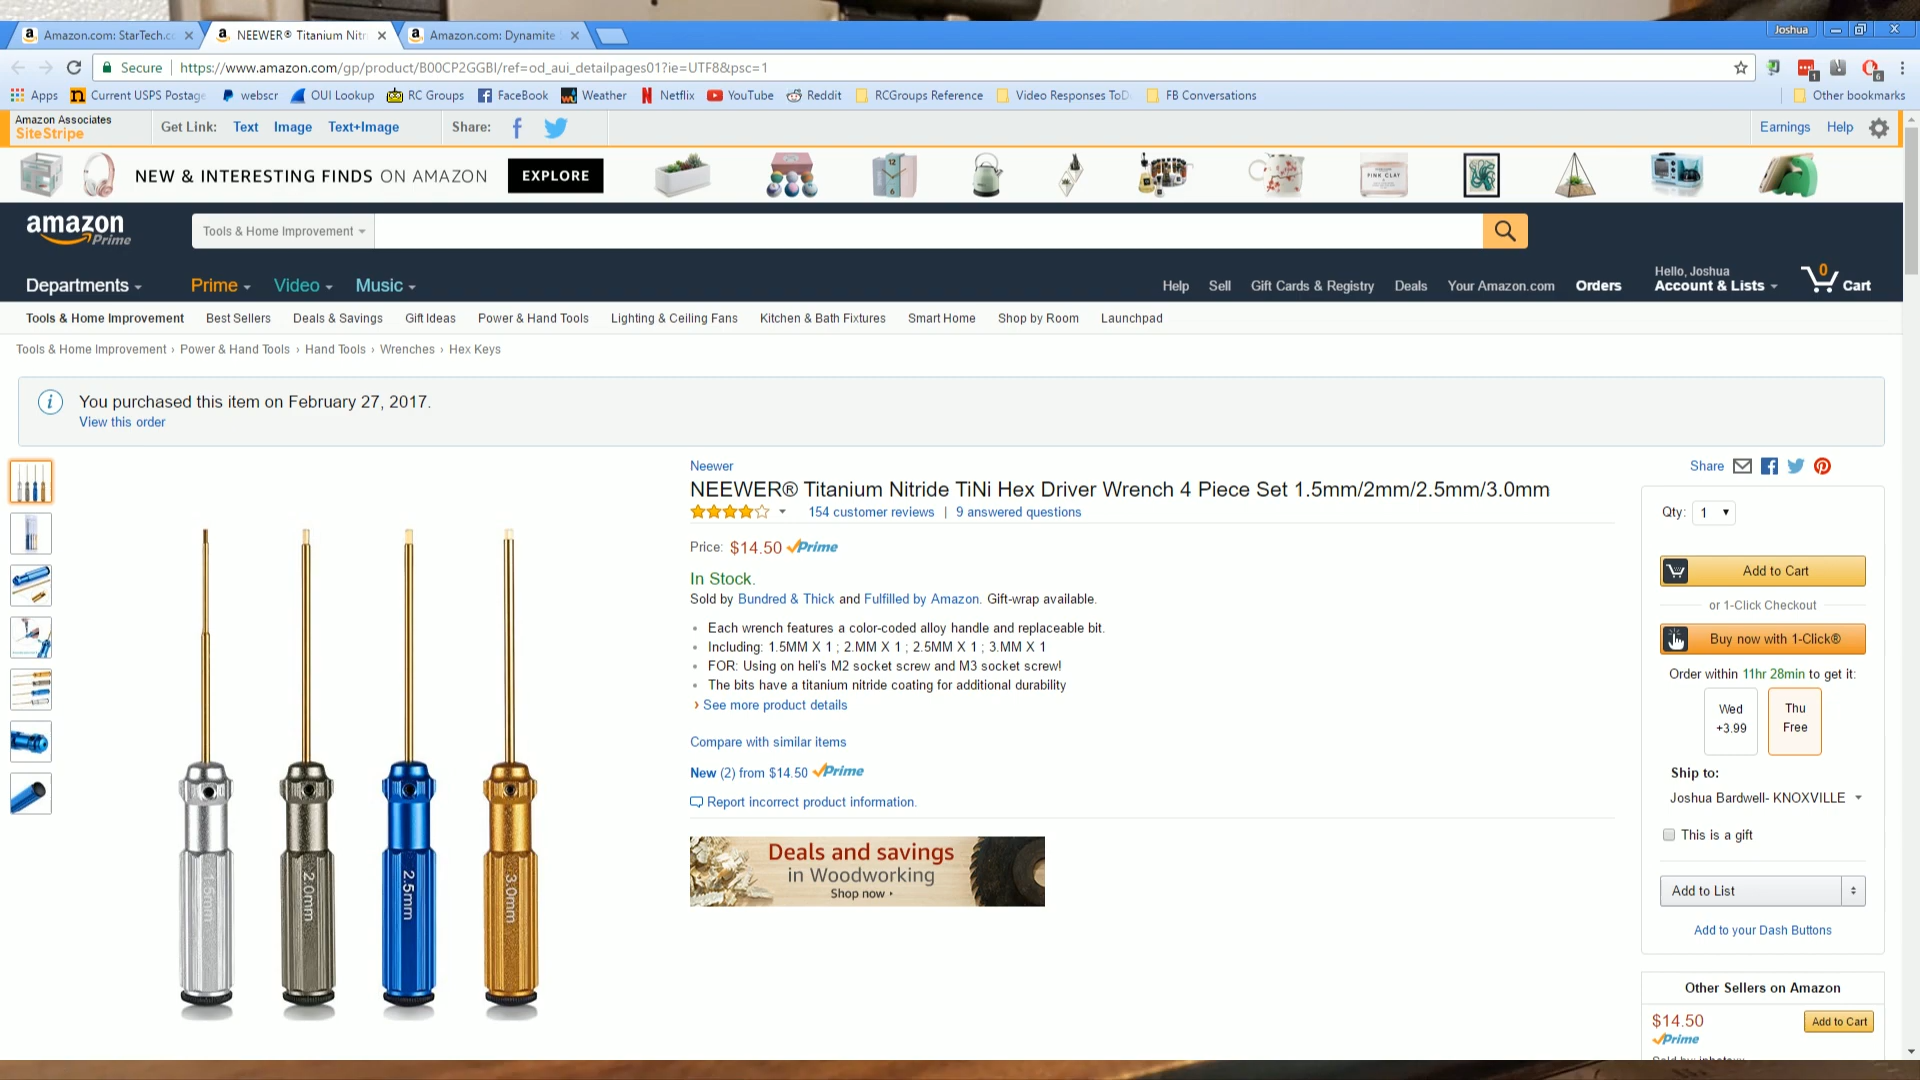 Amazon.com: StarTech.c
NEEWER® Titanium Nitr
Amazon.com: Dynamite
Joshua
Secure
https://www.amazon.com/gp/product/B00CP2GGBI/ref=od_aui_detailpages01?ie=UTF8&psc=1
1
6
Apps
Current USPS Postage
webscr
OUI Lookup
RC Groups
FaceBook
Weather
Netflix
YouTube
Reddit
RCGroups Reference
Video Responses ToD
FB Conversations
Other bookmarks
Amazon Associates
SiteStripe
Get Link:
Text
Image
Text+Image
Share:
Earnings
Help
NEW & INTERESTING FINDS ON AMAZON
EXPLORE
PINK CLAY
amazon
Prime
Tools & Home Improvement
Departments
Prime
Video
Music
Help
Sell
Gift Cards & Registry
Deals
Your Amazon.com
Orders
Hello, Joshua
Account & Lists
0
Cart
Tools & Home Improvement
Best Sellers
Deals & Savings
Gift Ideas
Power & Hand Tools
Lighting & Ceiling Fans
Kitchen & Bath Fixtures
Smart Home
Shop by Room
Launchpad
Tools & Home Improvement › Power & Hand Tools › Hand Tools › Wrenches › Hex Keys
You purchased this item on February 27, 2017.
View this order
1.5mm
2.0mm
2.5mm
3.0mm
Neewer
NEEWER® Titanium Nitride TiNi Hex Driver Wrench 4 Piece Set 1.5mm/2mm/2.5mm/3.0mm
154 customer reviews | 9 answered questions
Price: $14.50 Prime
In Stock.
Sold by Bundred & Thick and Fulfilled by Amazon. Gift-wrap available.
Each wrench features a color-coded alloy handle and replaceable bit.
Including: 1.5MM X 1 ; 2.MM X 1 ; 2.5MM X 1 ; 3.MM X 1
FOR: Using on heli's M2 socket screw and M3 socket screw!
The bits have a titanium nitride coating for additional durability
› See more product details
Compare with similar items
New (2) from $14.50 Prime
Report incorrect product information.
Deals and savings
in Woodworking
Shop now
Share
Qty: 1
Add to Cart
or 1-Click Checkout
Buy now with 1-Click®
Order within 11hr 28min to get it:
Wed
+3.99
Thu
Free
Ship to:
Joshua Bardwell- KNOXVILLE
This is a gift
Add to List
Add to your Dash Buttons
Other Sellers on Amazon
$14.50
Add to Cart
Prime